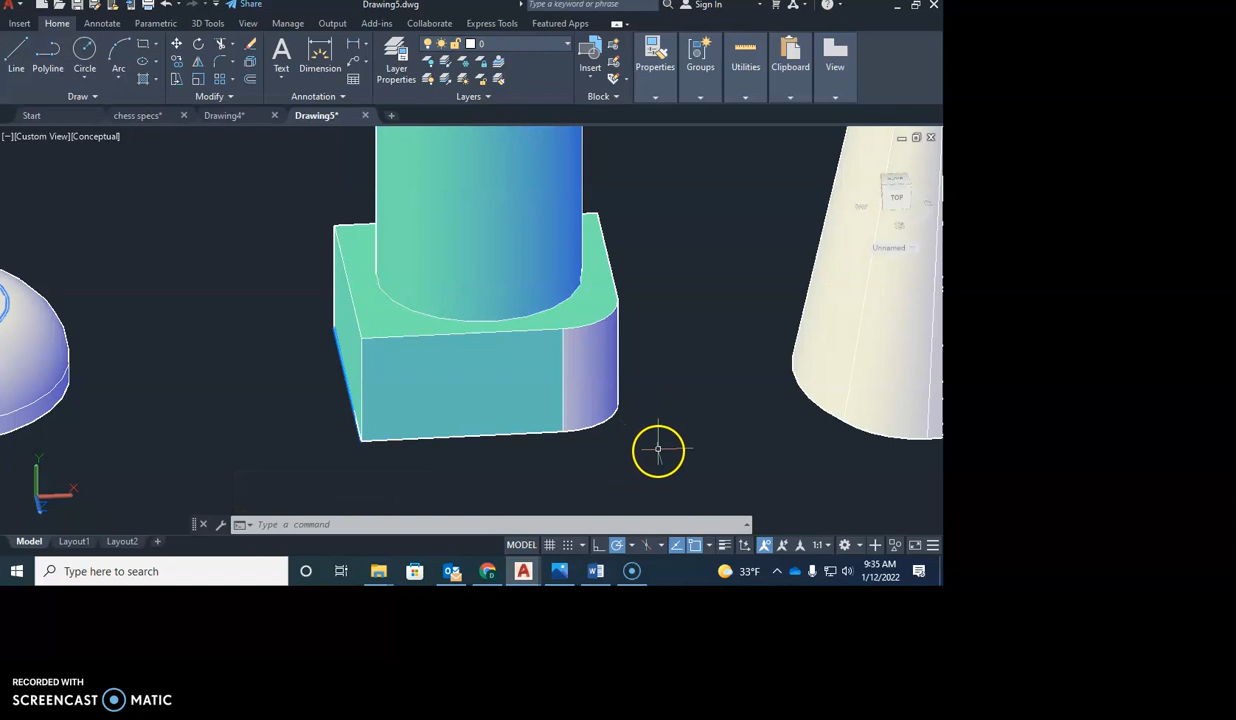 Share
Drawing5.dwg
Type a keyword or phrase
Sign In
Insert Home Annotate Parametric 3D Tools View Manage Output Add-ins Collaborate Express Tools Featured Apps
0
Line Polyline Circle Arc Text Dimension Layer Properties Insert Properties Groups Utilities Clipboard View
Draw Modify Annotation Layers Block
Start chess specs* Drawing4* Drawing5*
[−][Custom View][Conceptual]
TOP
Unnamed
Y
X
Z
Type a command
Model Layout1 Layout2
MODEL 1:1
Type here to search
33°F
9:35 AM
1/12/2022
RECORDED WITH
SCREENCAST MATIC